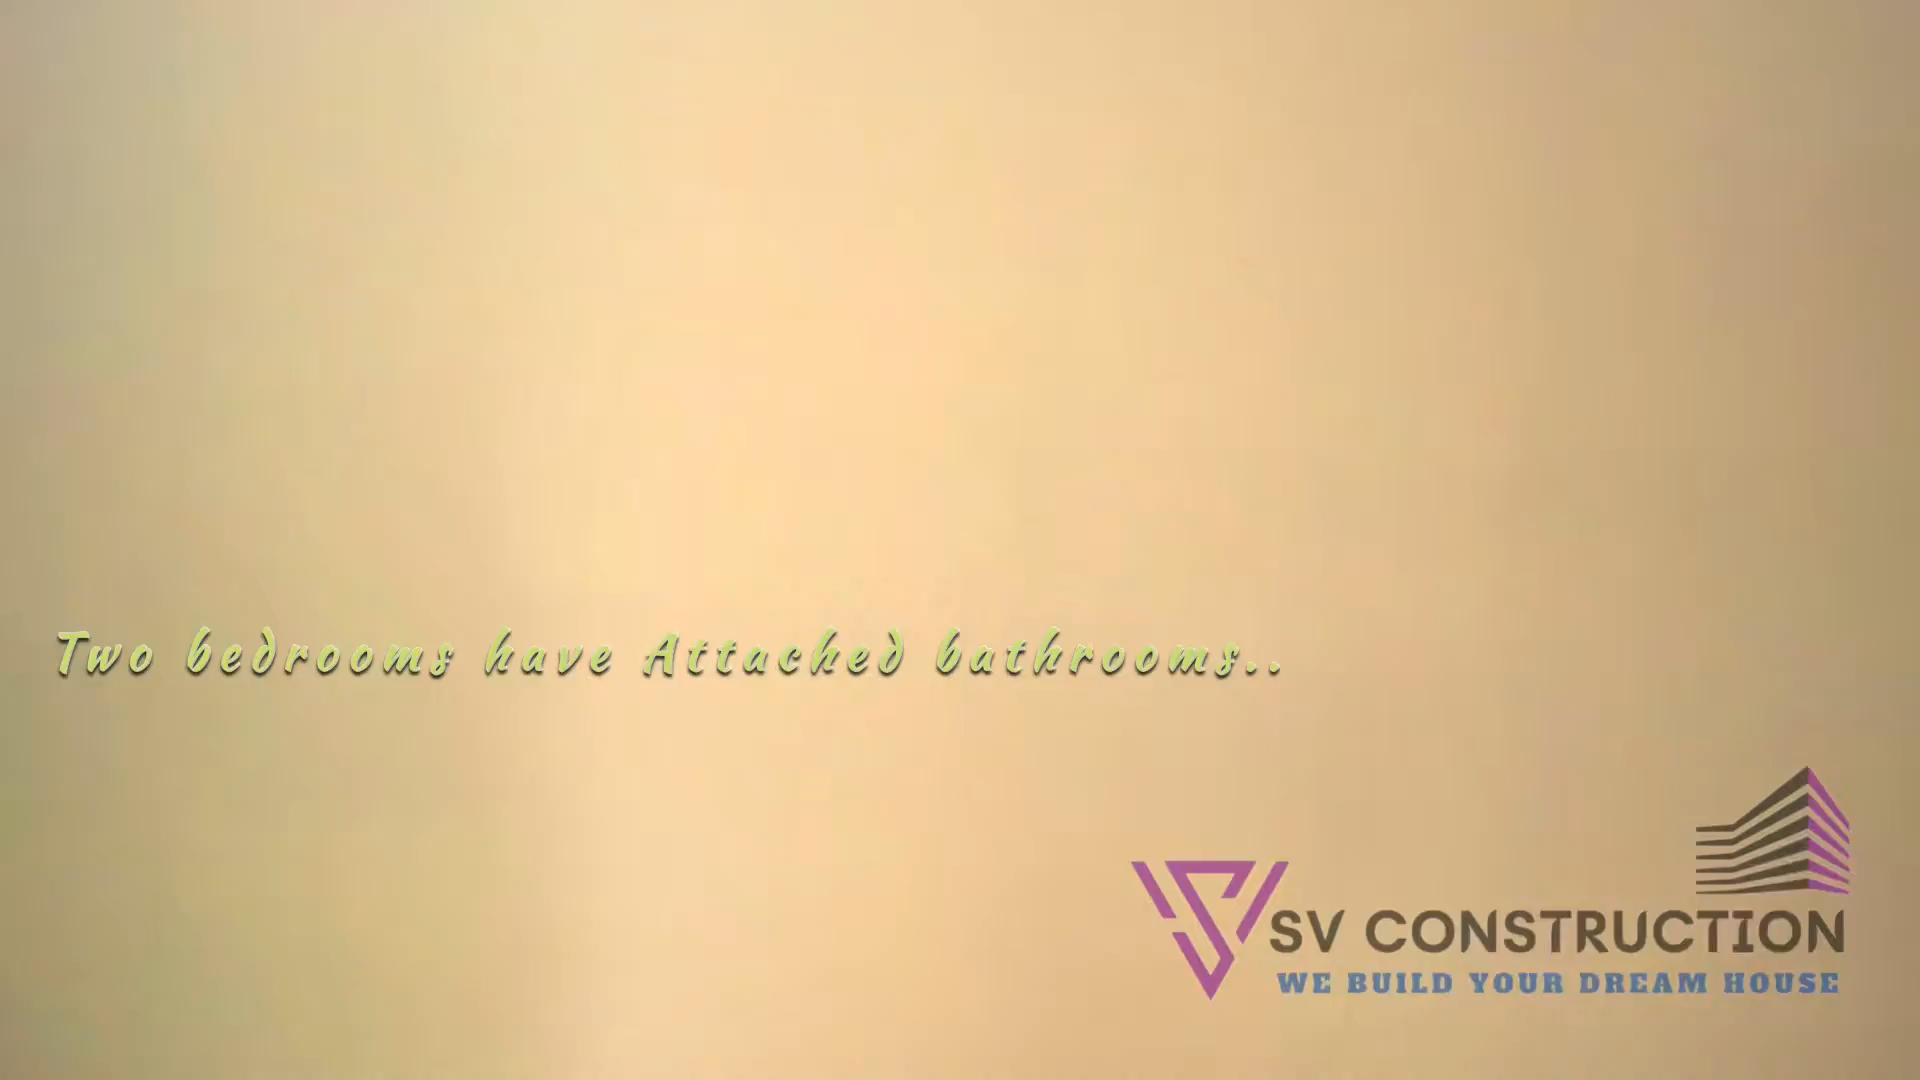 Two bedrooms have Attached bathrooms..
SV CONSTRUCTION
WE BUILD YOUR DREAM HOUSE